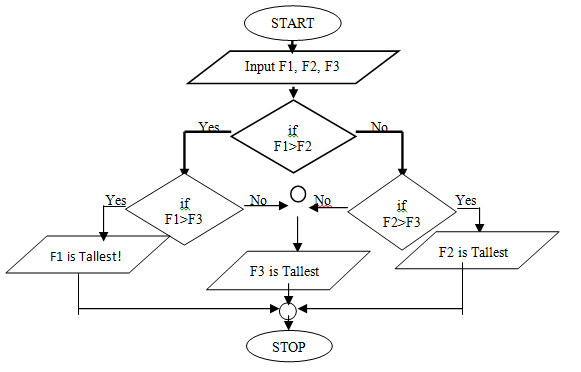 START
Input F1, F2, F3
Yes
if
F1>F2
No
Yes
if
F1>F3
No
No
if
F2>F3
Yes
F1 is Tallest!
F3 is Tallest
F2 is Tallest
STOP